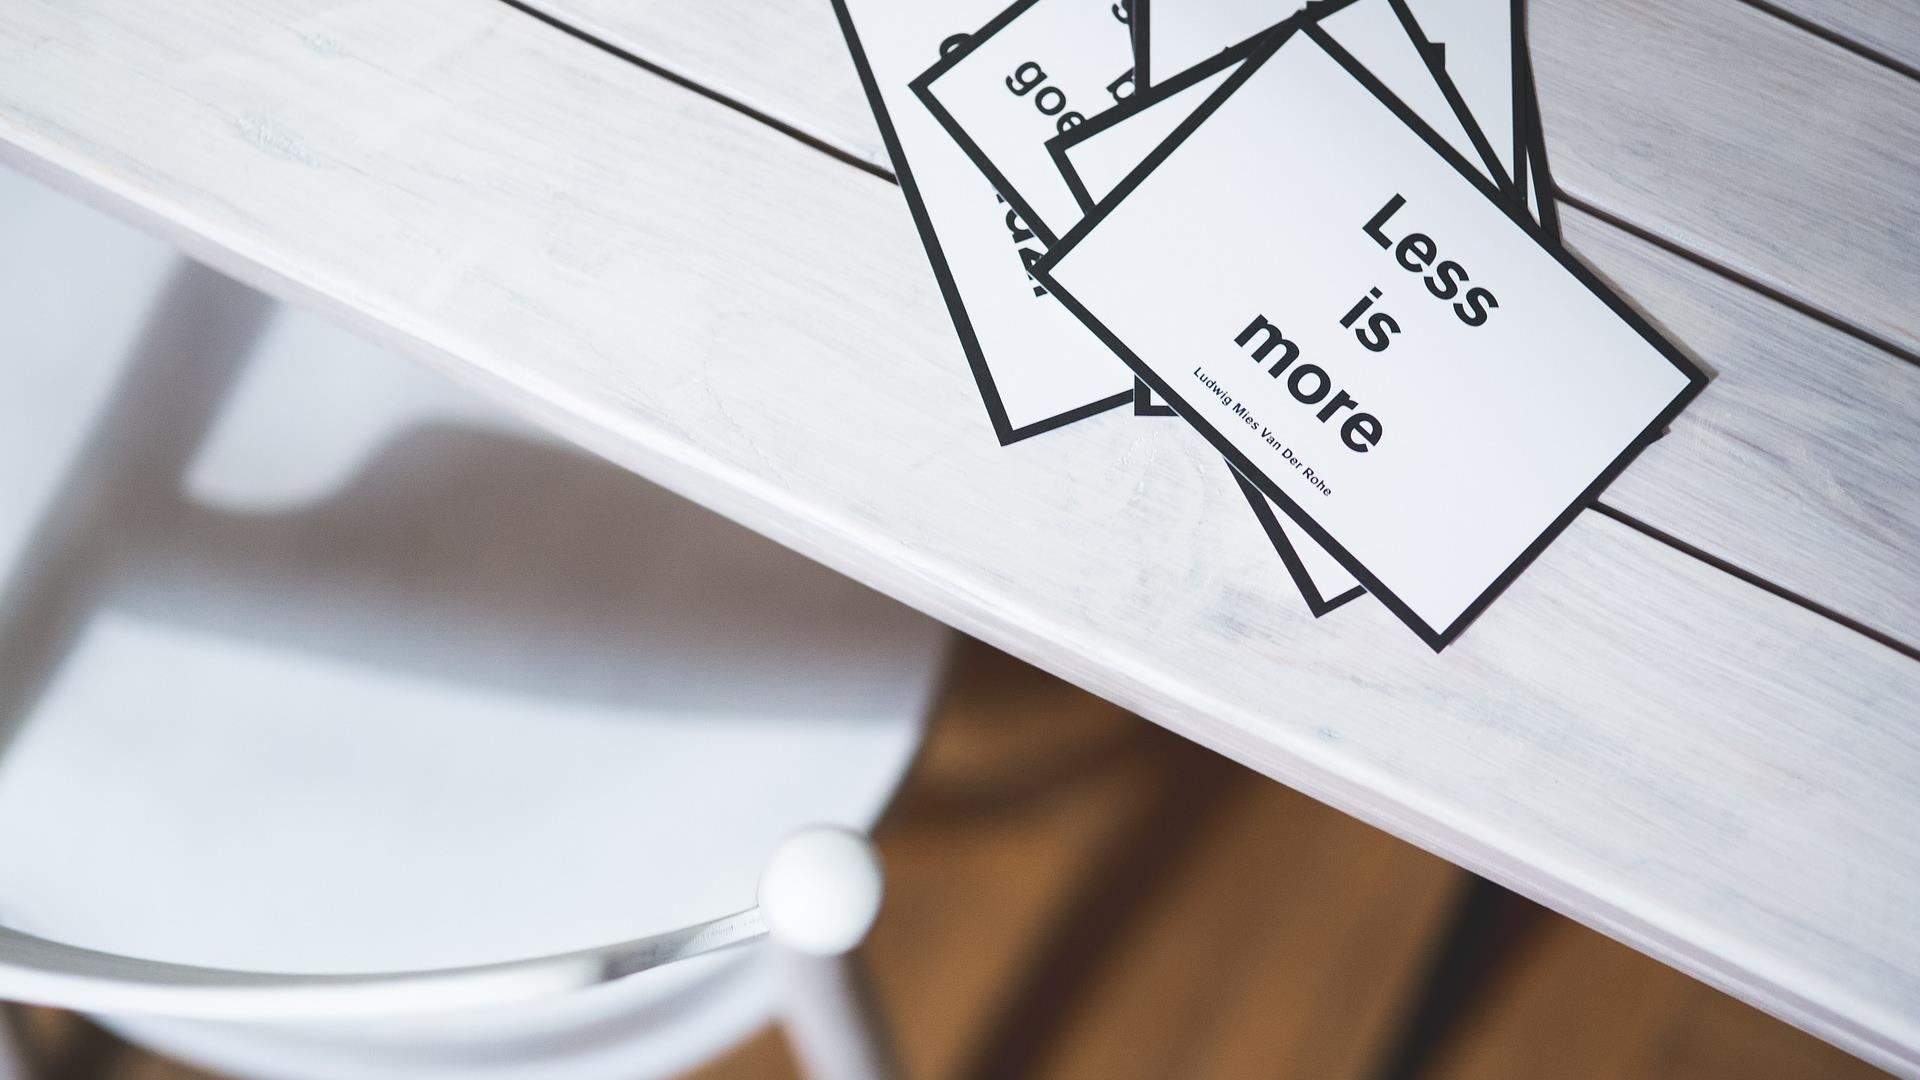 Less
is
more
Ludwig Mies Van Der Rohe